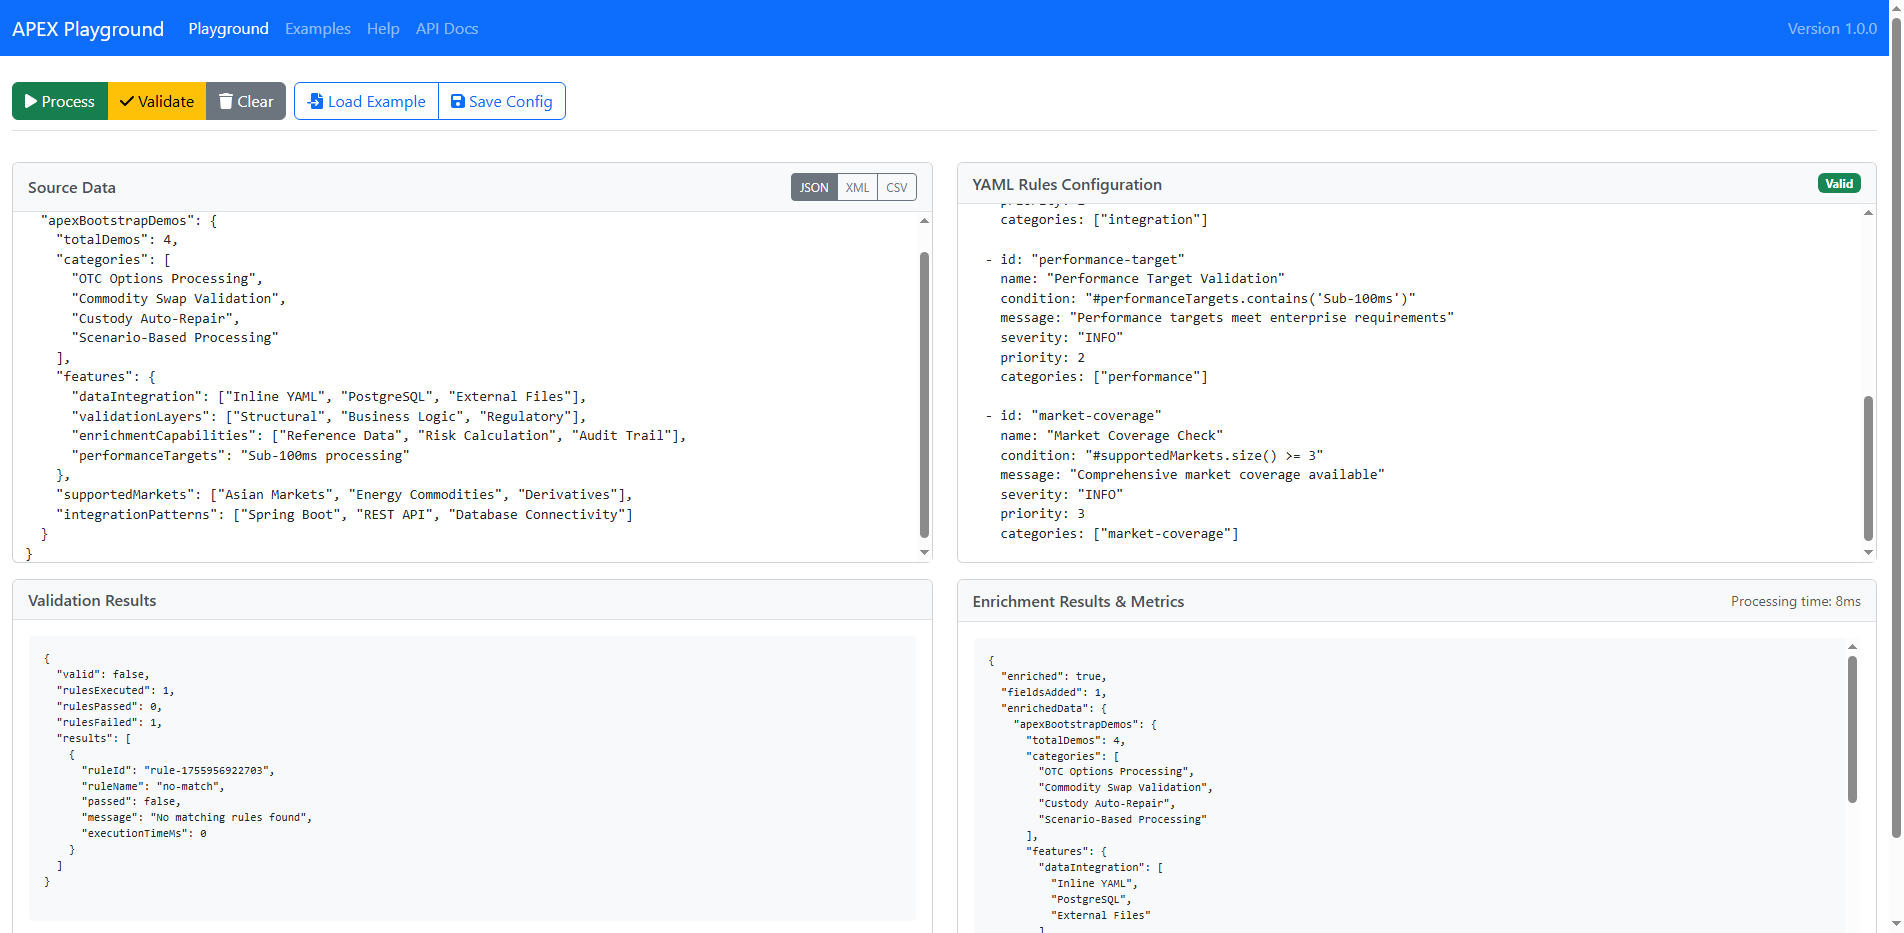 APEX Playground Playground Examples Help API Docs Version 1.0.0
Process Validate Clear Load Example Save Config
Source Data JSON XML CSV
"apexBootstrapDemos": {
"totalDemos": 4,
"categories": [
"OTC Options Processing",
"Commodity Swap Validation",
"Custody Auto-Repair",
"Scenario-Based Processing"
],
"features": {
"dataIntegration": ["Inline YAML", "PostgreSQL", "External Files"],
"validationLayers": ["Structural", "Business Logic", "Regulatory"],
"enrichmentCapabilities": ["Reference Data", "Risk Calculation", "Audit Trail"],
"performanceTargets": "Sub-100ms processing"
},
"supportedMarkets": ["Asian Markets", "Energy Commodities", "Derivatives"],
"integrationPatterns": ["Spring Boot", "REST API", "Database Connectivity"]
}
}
YAML Rules Configuration Valid
categories: ["integration"]
- id: "performance-target"
name: "Performance Target Validation"
condition: "#performanceTargets.contains('Sub-100ms')"
message: "Performance targets meet enterprise requirements"
severity: "INFO"
priority: 2
categories: ["performance"]
- id: "market-coverage"
name: "Market Coverage Check"
condition: "#supportedMarkets.size() >= 3"
message: "Comprehensive market coverage available"
severity: "INFO"
priority: 3
categories: ["market-coverage"]
Validation Results
{
"valid": false,
"rulesExecuted": 1,
"rulesPassed": 0,
"rulesFailed": 1,
"results": [
{
"ruleId": "rule-1755956922703",
"ruleName": "no-match",
"passed": false,
"message": "No matching rules found",
"executionTimeMs": 0
}
]
}
Enrichment Results & Metrics Processing time: 8ms
{
"enriched": true,
"fieldsAdded": 1,
"enrichedData": {
"apexBootstrapDemos": {
"totalDemos": 4,
"categories": [
"OTC Options Processing",
"Commodity Swap Validation",
"Custody Auto-Repair",
"Scenario-Based Processing"
],
"features": {
"dataIntegration": [
"Inline YAML",
"PostgreSQL",
"External Files"
]